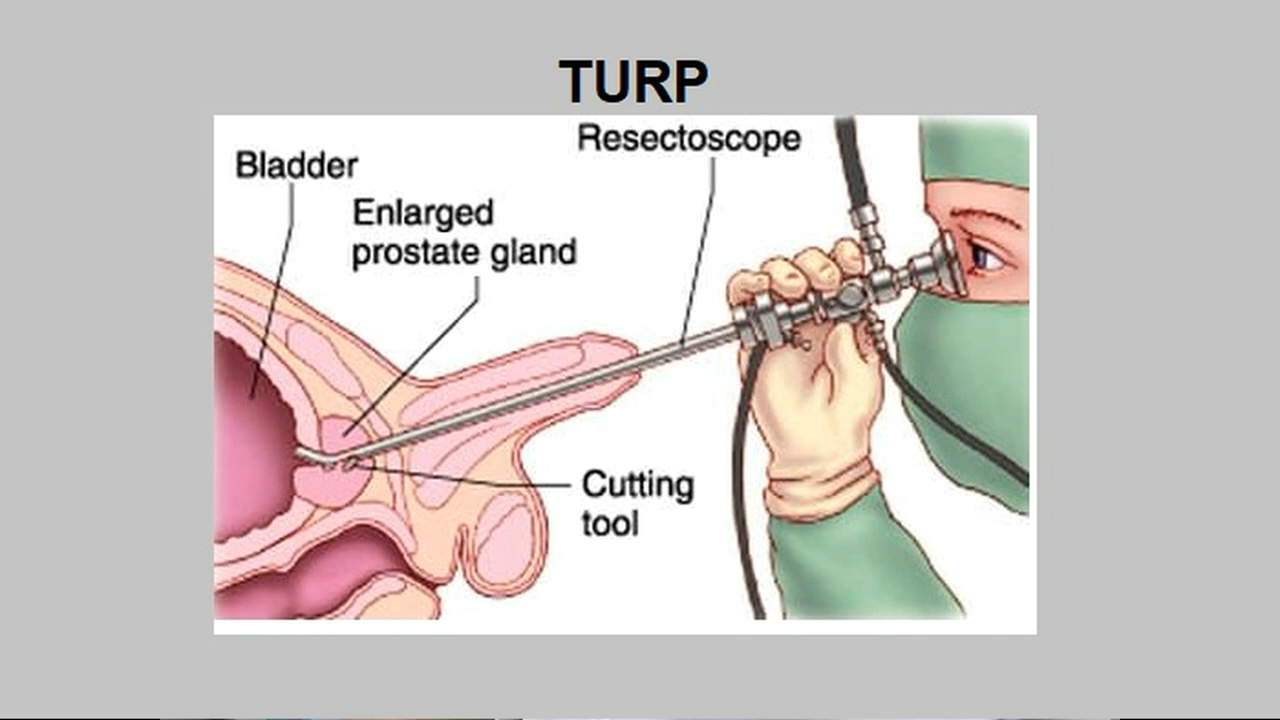 TURP
Resectoscope
Bladder
Enlarged
prostate gland
Cutting
tool